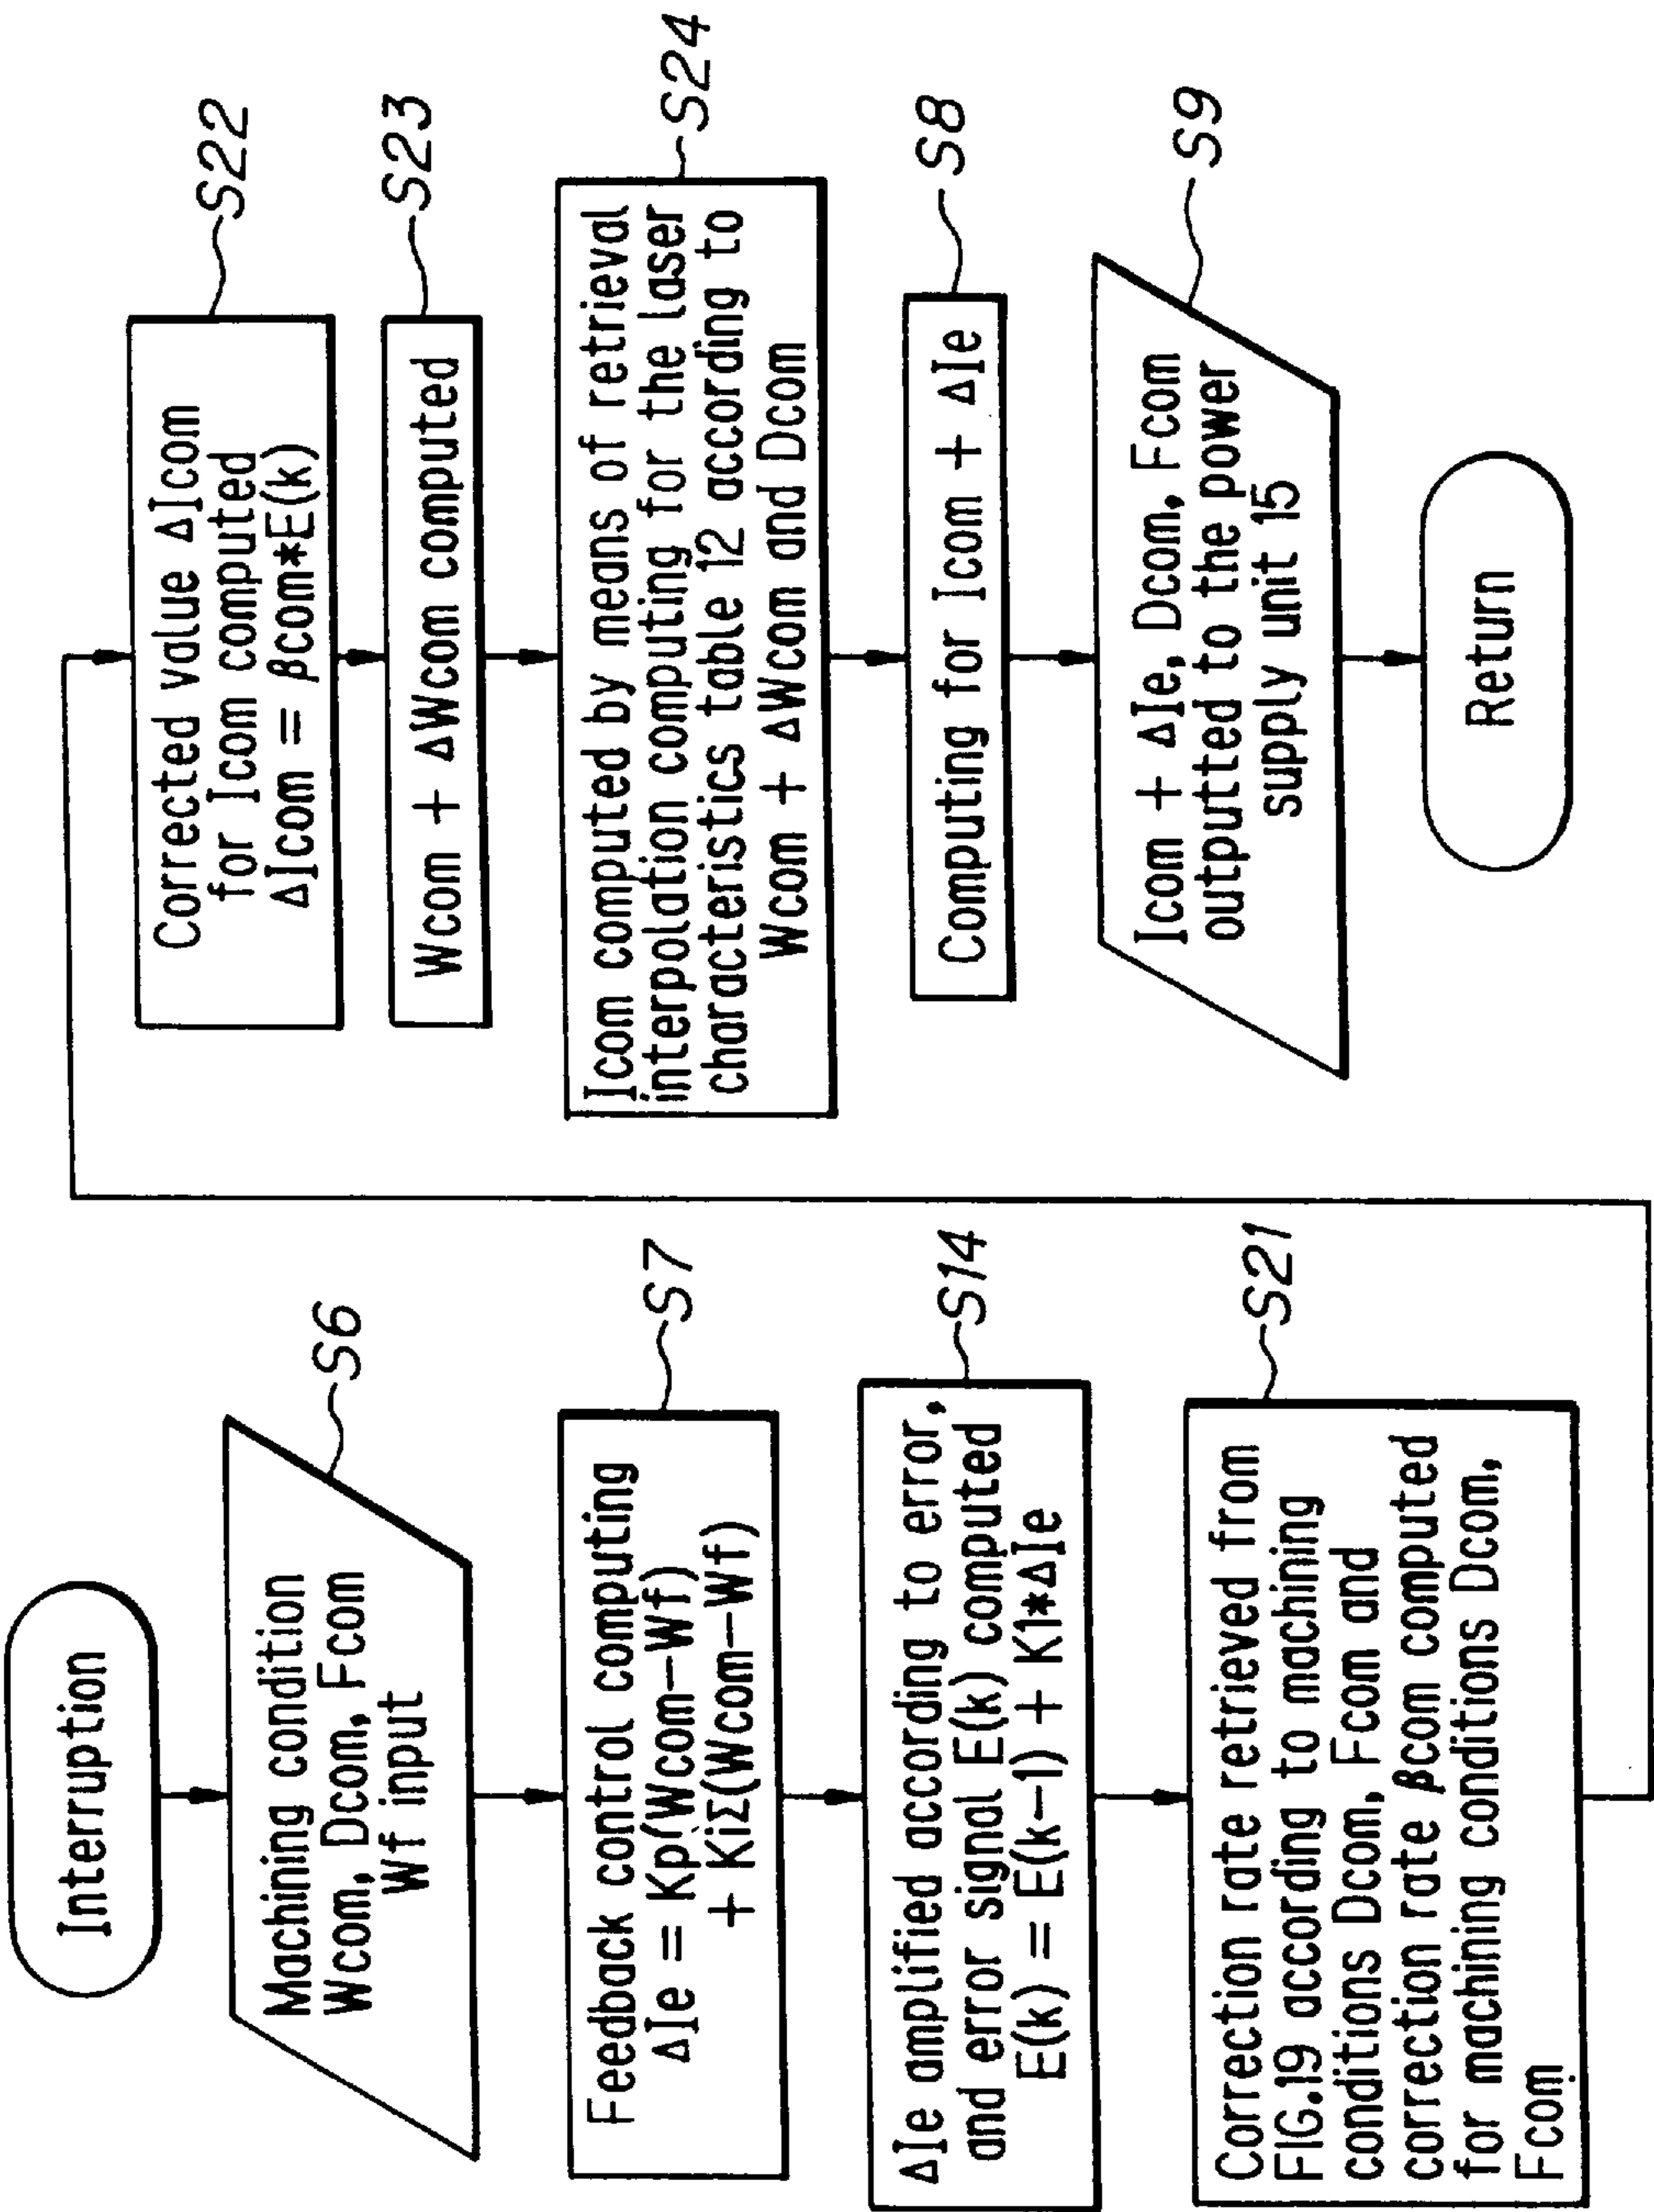 Interruption
Machining condition
Wcom, Dcom, Fcom
Wf input
S6
Feedback control computing
ΔIe = Kp(Wcom-Wf)
+ KiΣ(Wcom-Wf)
S7
ΔIe amplified according to error,
and error signal E(k) computed
E(k) = E(k-1) + K1*ΔIe
S14
Correction rate retrieved from
FIG.19 according to machining
conditions Dcom, Fcom and
correction rate βcom computed
for machining conditions Dcom,
Fcom
S21
Corrected value ΔIcom
for Icom computed
ΔIcom = βcom*E(k)
S22
Wcom + ΔWcom computed
S23
Icom computed by means of retrieval
interpolation computing for the laser
characteristics table 12 according to
Wcom + ΔWcom and Dcom
S24
Computing for Icom + ΔIe
S8
Icom + ΔIe, Dcom, Fcom
outputted to the power
supply unit 15
S9
Return